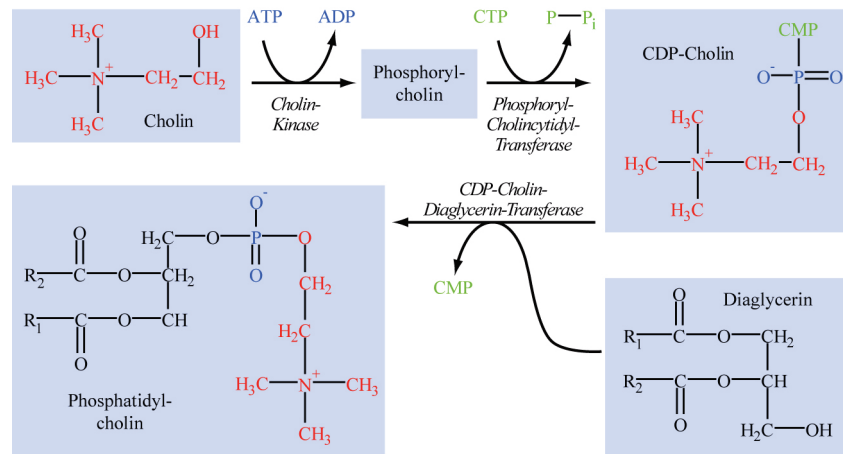 ATP ADP CTP P—Pi
OH
H3C
H3C—N+—CH2—CH2
H3C
Cholin
Cholin-
Kinase
Phosphoryl-
cholin
Phosphoryl-
Cholincytidyl-
Transferase
CMP
CDP-Cholin
O-—P=O
O
H3C
H3C—N+—CH2—CH2
H3C
CDP-Cholin-
Diaglycerin-Transferase
CMP
O-
H2C—O—P—O
O
O
R2—C—O—CH2
R1—C—O—CH
O
CH2
H2C
H3C—N+—CH3
CH3
Phosphatidyl-
cholin
Diaglycerin
O
R1—C—O—CH2
R2—C—O—CH
O
H2C—OH